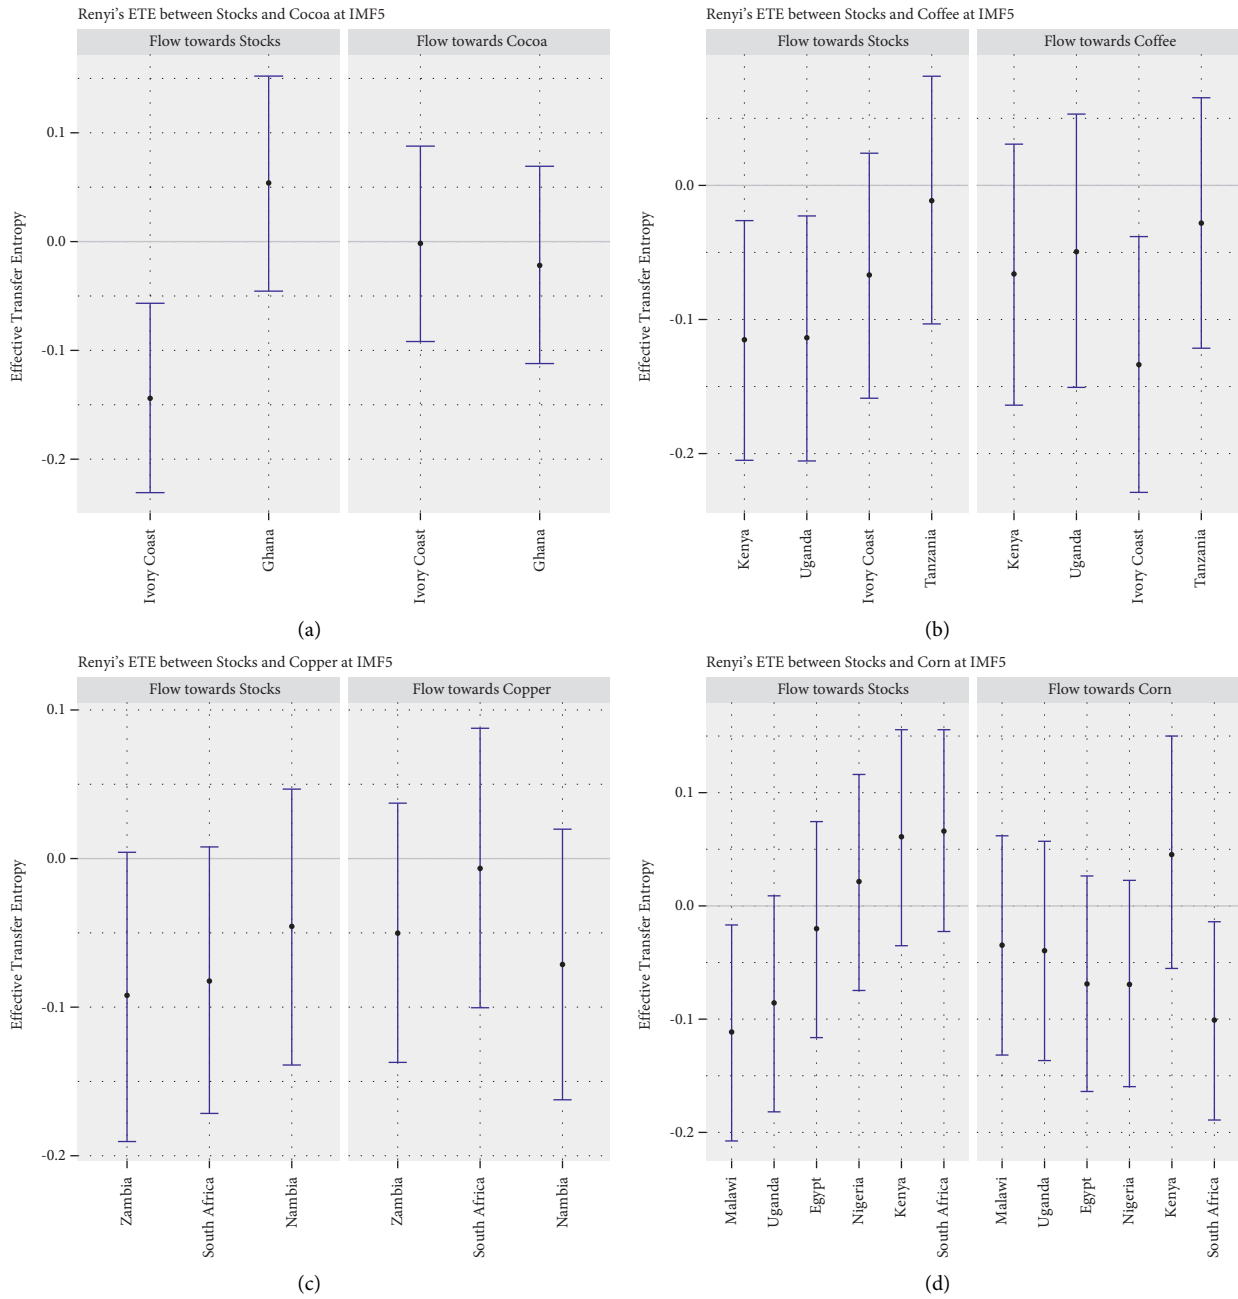 Renyi's ETE between Stocks and Cocoa at IMF5
Flow towards Stocks
Flow towards Cocoa
Effective Transfer Entropy
0.1
0.0
-0.1
-0.2
Ivory Coast
Ghana
Ivory Coast
Ghana
(a)
Renyi's ETE between Stocks and Coffee at IMF5
Flow towards Stocks
Flow towards Coffee
Effective Transfer Entropy
0.0
-0.1
-0.2
Kenya
Uganda
Ivory Coast
Tanzania
Kenya
Uganda
Ivory Coast
Tanzania
(b)
Renyi's ETE between Stocks and Copper at IMF5
Flow towards Stocks
Flow towards Copper
Effective Transfer Entropy
0.1
0.0
-0.1
-0.2
Zambia
South Africa
Nambia
Zambia
South Africa
Nambia
(c)
Renyi's ETE between Stocks and Corn at IMF5
Flow towards Stocks
Flow towards Corn
Effective Transfer Entropy
0.1
0.0
-0.1
-0.2
Malawi
Uganda
Egypt
Nigeria
Kenya
South Africa
Malawi
Uganda
Egypt
Nigeria
Kenya
South Africa
(d)